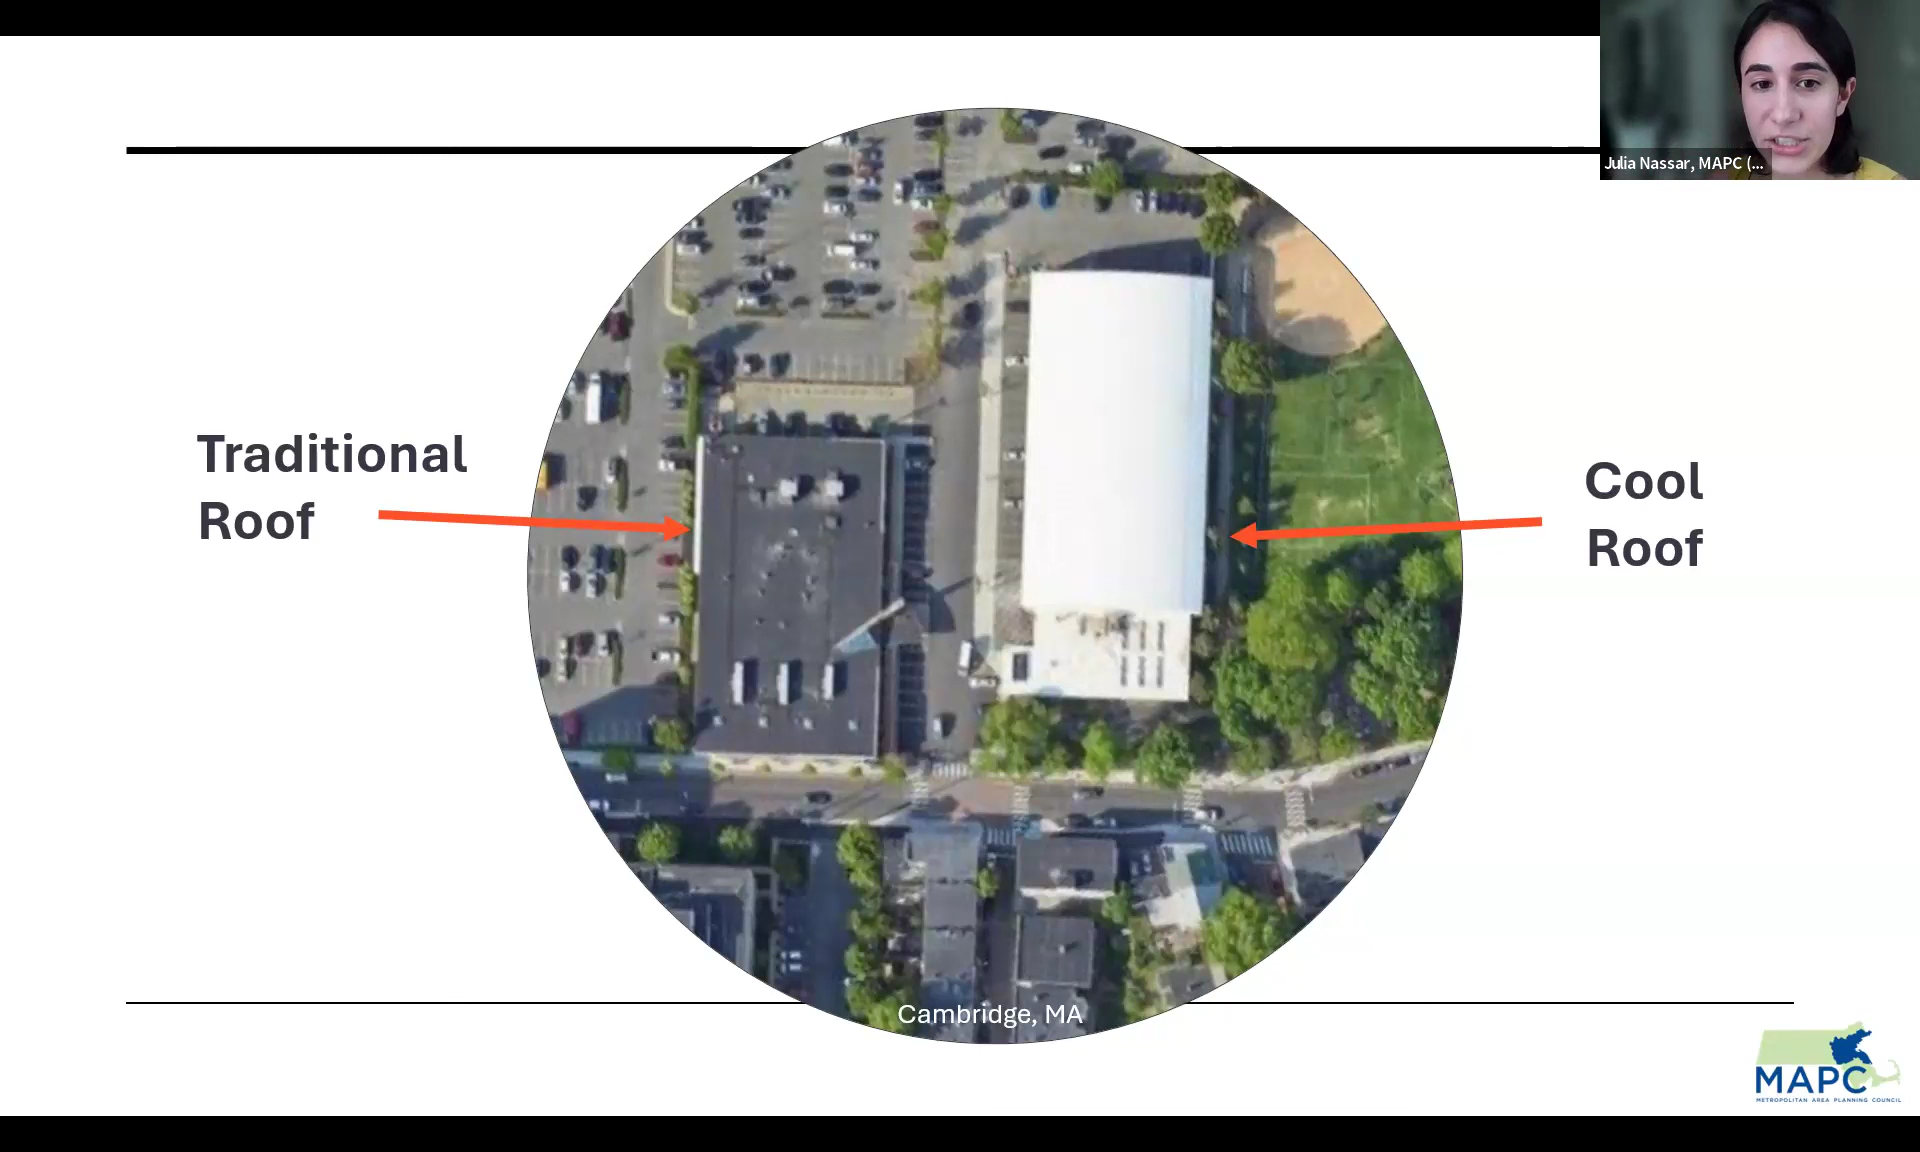 Julia Nassar, MAPC (...
Traditional
Roof
Cool
Roof
Cambridge, MA
MAPC
METROPOLITAN AREA PLANNING COUNCIL